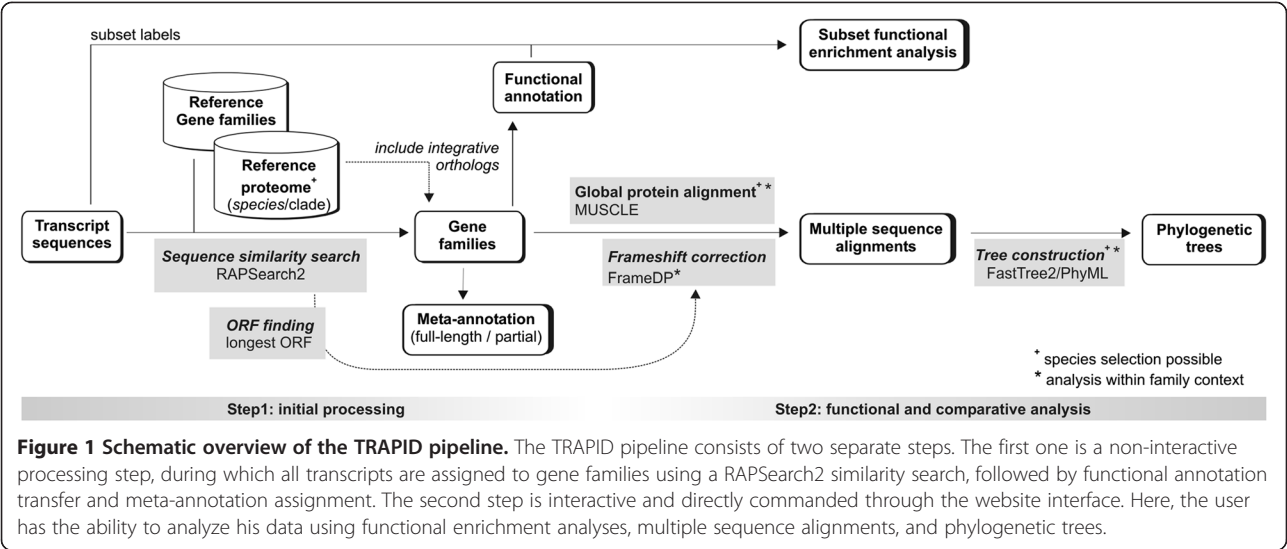 subset labels
Subset functional
enrichment analysis
Functional
annotation
Reference
Gene families
Reference
proteome+
(species/clade)
include integrative
orthologs
Transcript
sequences
Sequence similarity search
RAPSearch2
ORF finding
longest ORF
Gene
families
Meta-annotation
(full-length / partial)
Global protein alignment+ *
MUSCLE
Frameshift correction
FrameDP*
Multiple sequence
alignments
Tree construction+ *
FastTree2/PhyML
Phylogenetic
trees
+ species selection possible
* analysis within family context
Step1: initial processing
Step2: functional and comparative analysis
Figure 1 Schematic overview of the TRAPID pipeline. The TRAPID pipeline consists of two separate steps. The first one is a non-interactive
processing step, during which all transcripts are assigned to gene families using a RAPSearch2 similarity search, followed by functional annotation
transfer and meta-annotation assignment. The second step is interactive and directly commanded through the website interface. Here, the user
has the ability to analyze his data using functional enrichment analyses, multiple sequence alignments, and phylogenetic trees.